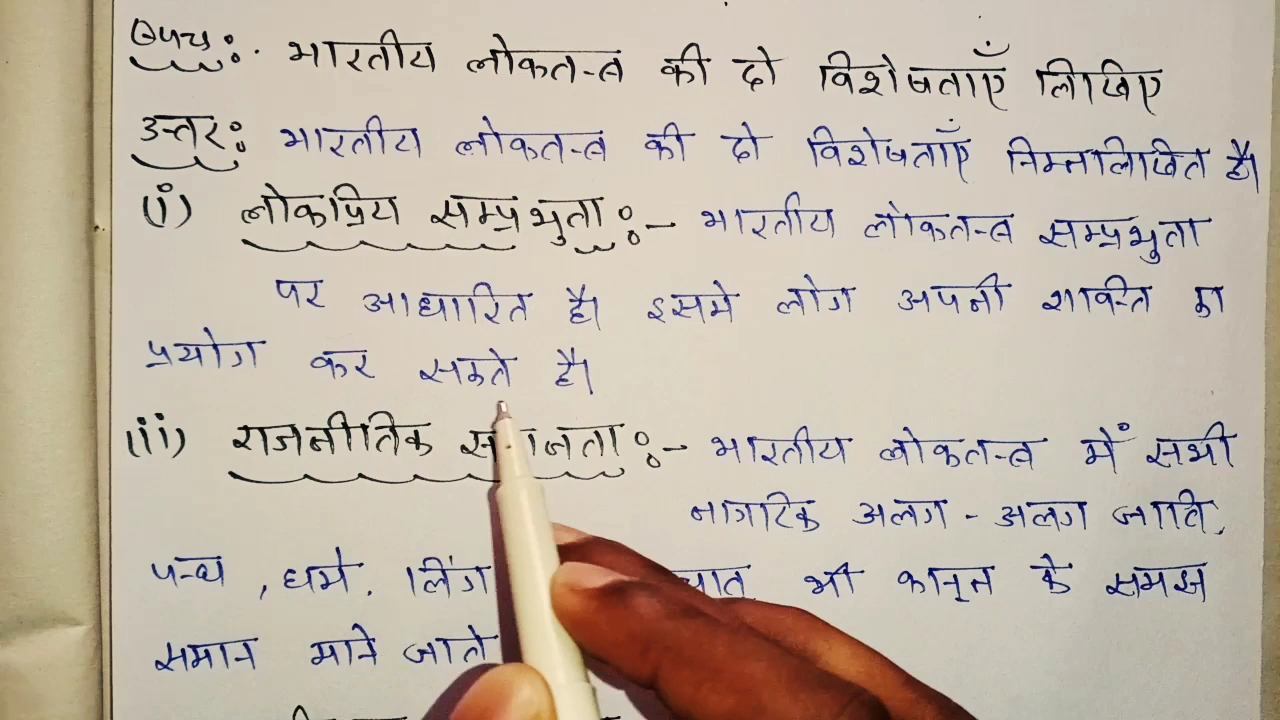 प्रश्न:- भारतीय लोकतन्त्र की दो विशेषताएँ लिखिए
उत्तर:- भारतीय लोकतन्त्र की दो विशेषताएँ निम्नलिखित है।
(i) लोकप्रिय सम्प्रभुता :- भारतीय लोकतन्त्र सम्प्रभुता
पर आधारित है। इसमे लोग अपनी शक्ति का
प्रयोग कर सकते है।
(ii) राजनीतिक :- भारतीय लोकतन्त्र में सभी
नागरिक अलग - अलग जाति,
पन्थ, धर्म, लिंग भी कानून के समक्ष
समान माने जाते